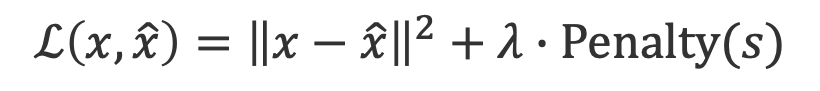 ℒ(x, x̂) = ‖x − x̂‖² + λ · Penalty(s)